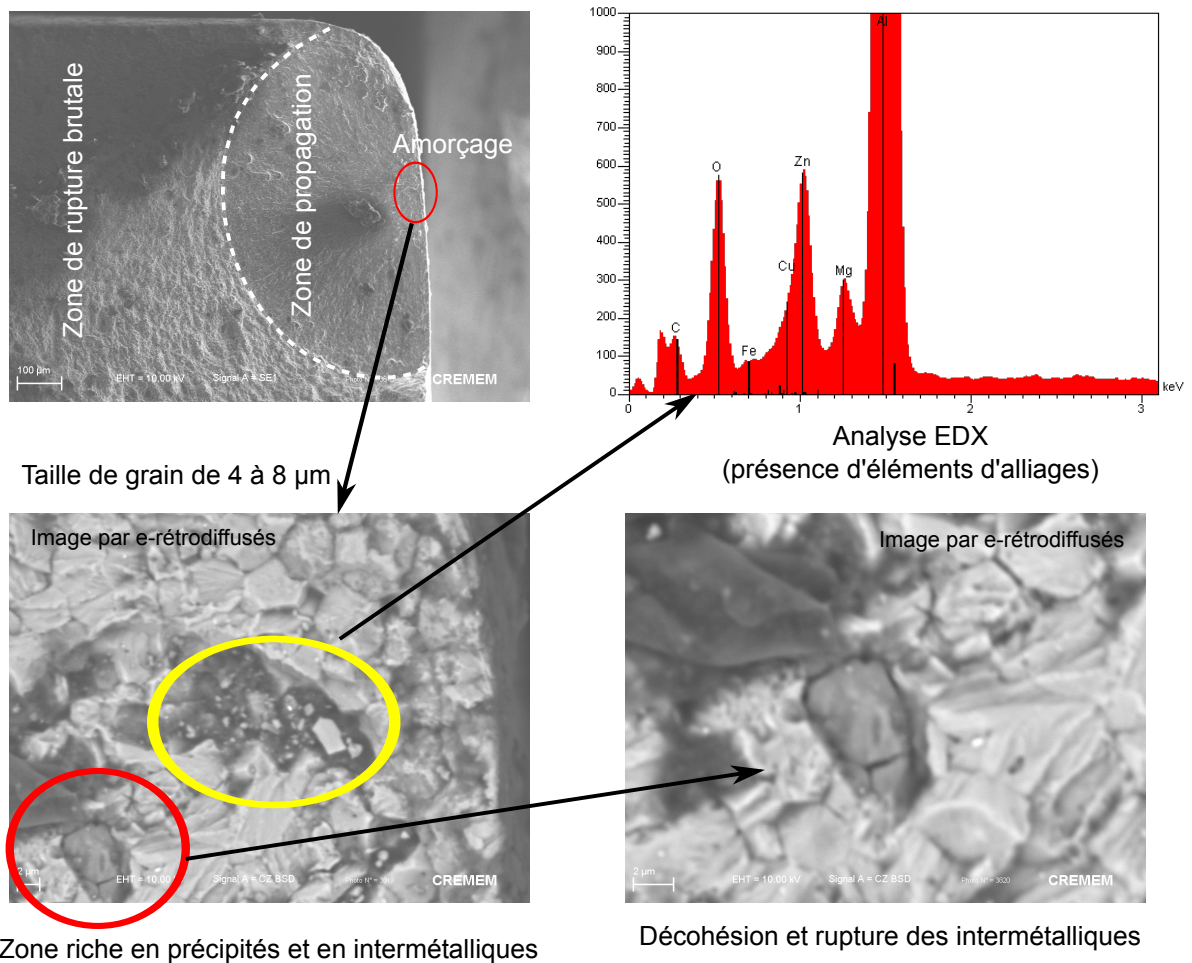 Zone de rupture brutale
Zone de propagation
Amorçage
100 µm
EHT = 10.00 kV
Signal A = SE1
CREMEM
1000
900
800
700
600
500
400
300
200
100
0
C
O
Fe
Cu
Zn
Mg
Al
0
1
2
3
keV
Analyse EDX
(présence d'éléments d'alliages)
Taille de grain de 4 à 8 µm
Image par e-rétrodiffusés
2 µm
EHT = 10.00 kV
Signal A = CZ BSD
Photo N° =
CREMEM
Zone riche en précipités et en intermétalliques
Image par e-rétrodiffusés
2 µm
EHT = 10.00 kV
Signal A = CZ BSD
Photo N° = 3620
CREMEM
Décohésion et rupture des intermétalliques